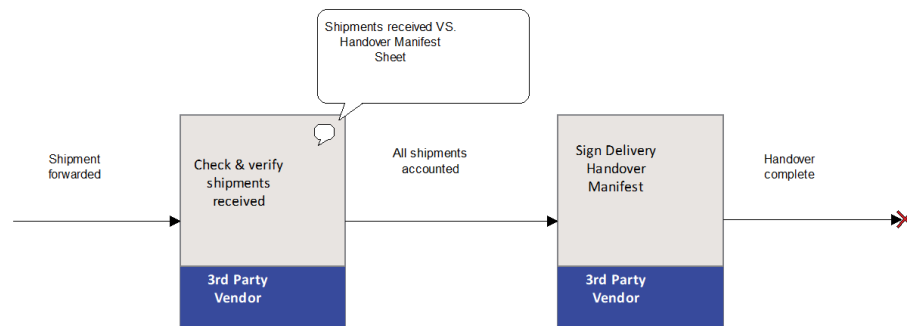 Shipments received VS.
Handover Manifest
Sheet
Shipment
forwarded
Check & verify
shipments
received
All shipments
accounted
Sign Delivery
Handover
Manifest
Handover
complete
3rd Party
Vendor
3rd Party
Vendor